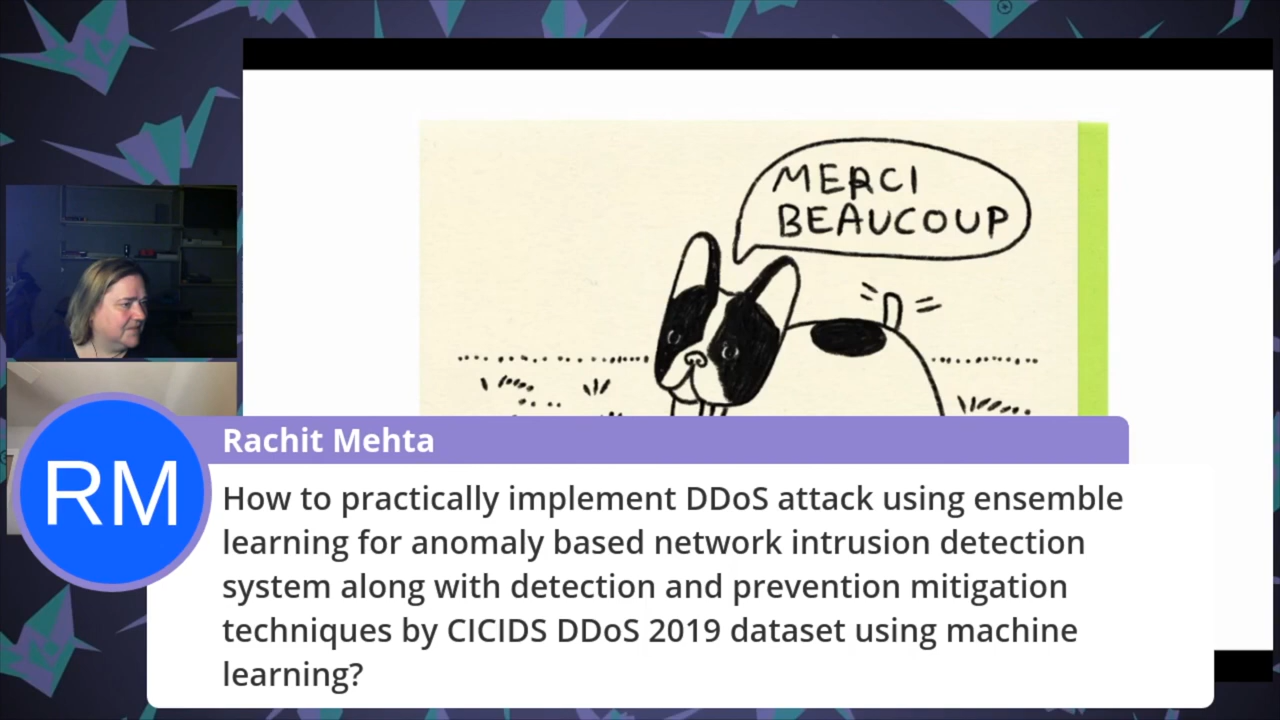 MERCI
BEAUCOUP
RM
Rachit Mehta
How to practically implement DDoS attack using ensemble
learning for anomaly based network intrusion detection
system along with detection and prevention mitigation
techniques by CICIDS DDoS 2019 dataset using machine
learning?